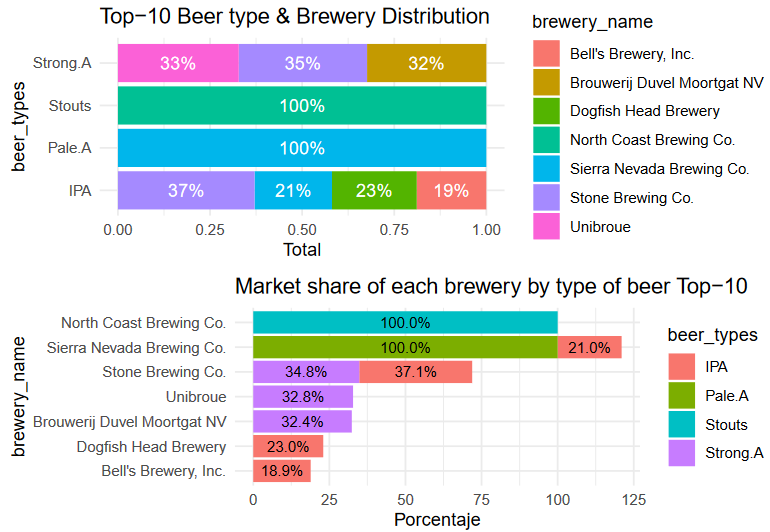 Top−10 Beer type & Brewery Distribution
beer_types
Strong.A 33% 35% 32%
Stouts 100%
Pale.A 100%
IPA 37% 21% 23% 19%
0.00 0.25 0.50 0.75 1.00
Total
brewery_name
Bell's Brewery, Inc.
Brouwerij Duvel Moortgat NV
Dogfish Head Brewery
North Coast Brewing Co.
Sierra Nevada Brewing Co.
Stone Brewing Co.
Unibroue
Market share of each brewery by type of beer Top−10
brewery_name
North Coast Brewing Co. 100.0%
Sierra Nevada Brewing Co. 100.0% 21.0%
Stone Brewing Co. 34.8% 37.1%
Unibroue 32.8%
Brouwerij Duvel Moortgat NV 32.4%
Dogfish Head Brewery 23.0%
Bell's Brewery, Inc. 18.9%
0 25 50 75 100 125
Porcentaje
beer_types
IPA
Pale.A
Stouts
Strong.A